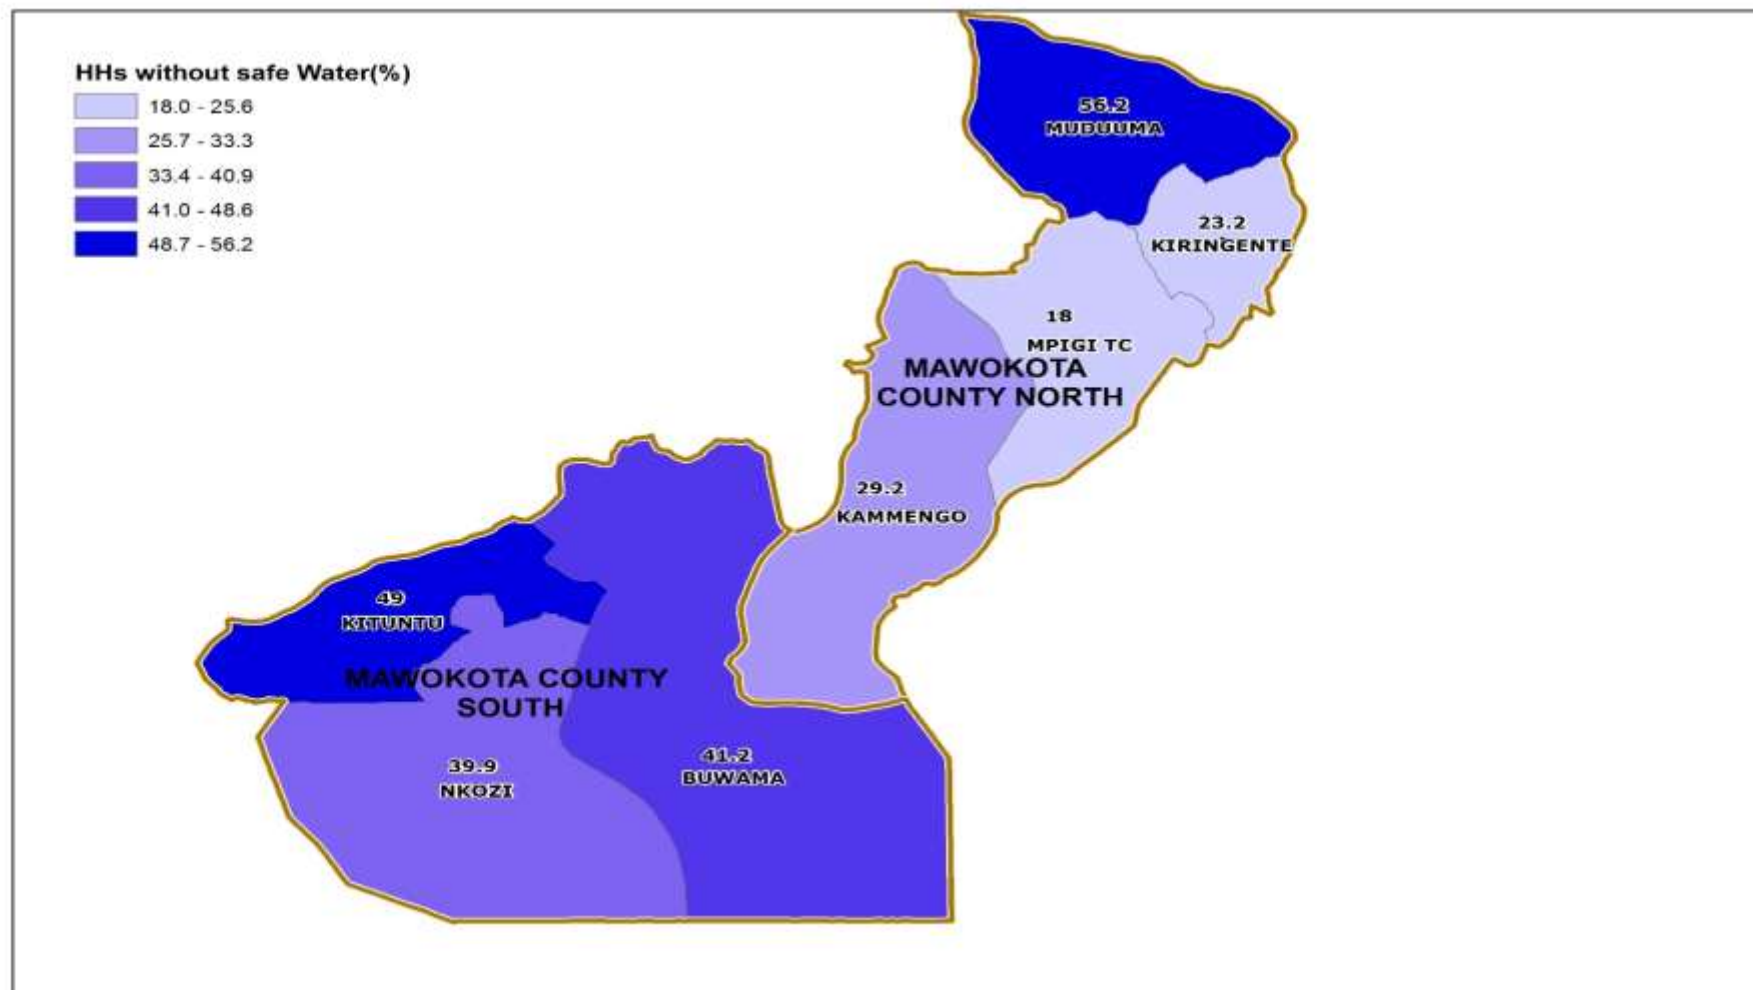 HHs without safe Water(%)
18.0 - 25.6
25.7 - 33.3
33.4 - 40.9
41.0 - 48.6
48.7 - 56.2
56.2
MUDUUMA
23.2
KIRINGENTE
18
MPIGI TC
MAWOKOTA
COUNTY NORTH
29.2
KAMMENGO
49
KITUNTU
MAWOKOTA COUNTY
SOUTH
39.9
NKOZI
41.2
BUWAMA